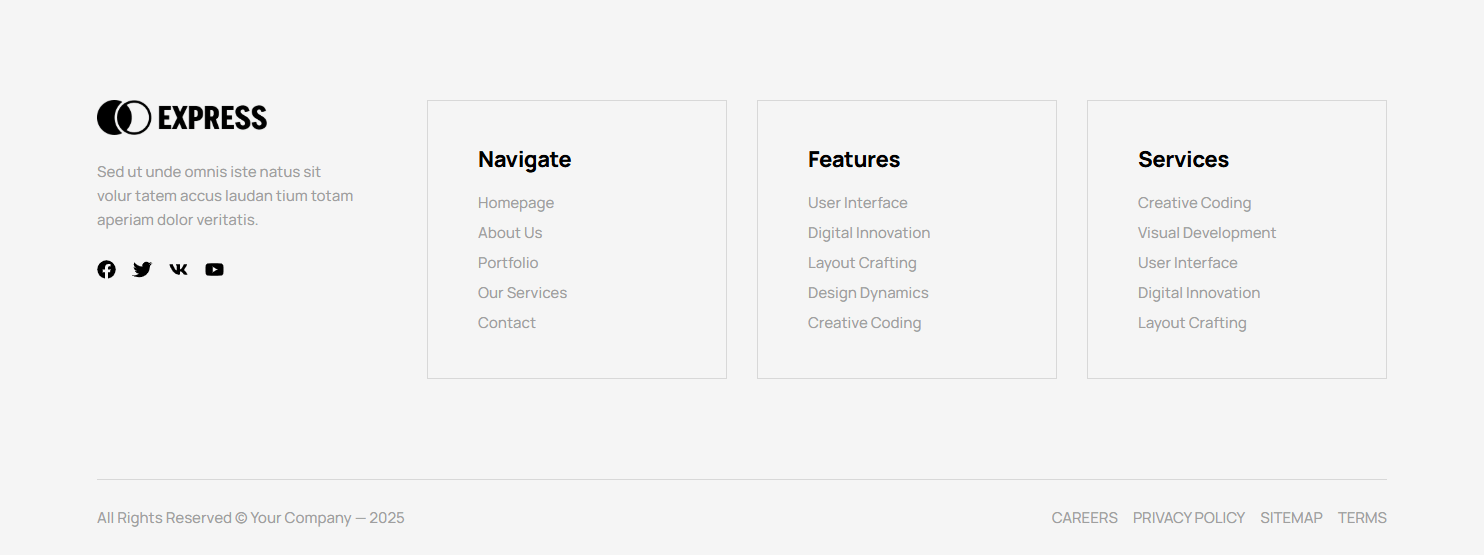 EXPRESS
Sed ut unde omnis iste natus sit
volur tatem accus laudan tium totam
aperiam dolor veritatis.
Navigate
Homepage
About Us
Portfolio
Our Services
Contact
Features
User Interface
Digital Innovation
Layout Crafting
Design Dynamics
Creative Coding
Services
Creative Coding
Visual Development
User Interface
Digital Innovation
Layout Crafting
All Rights Reserved © Your Company — 2025
CAREERS PRIVACY POLICY SITEMAP TERMS